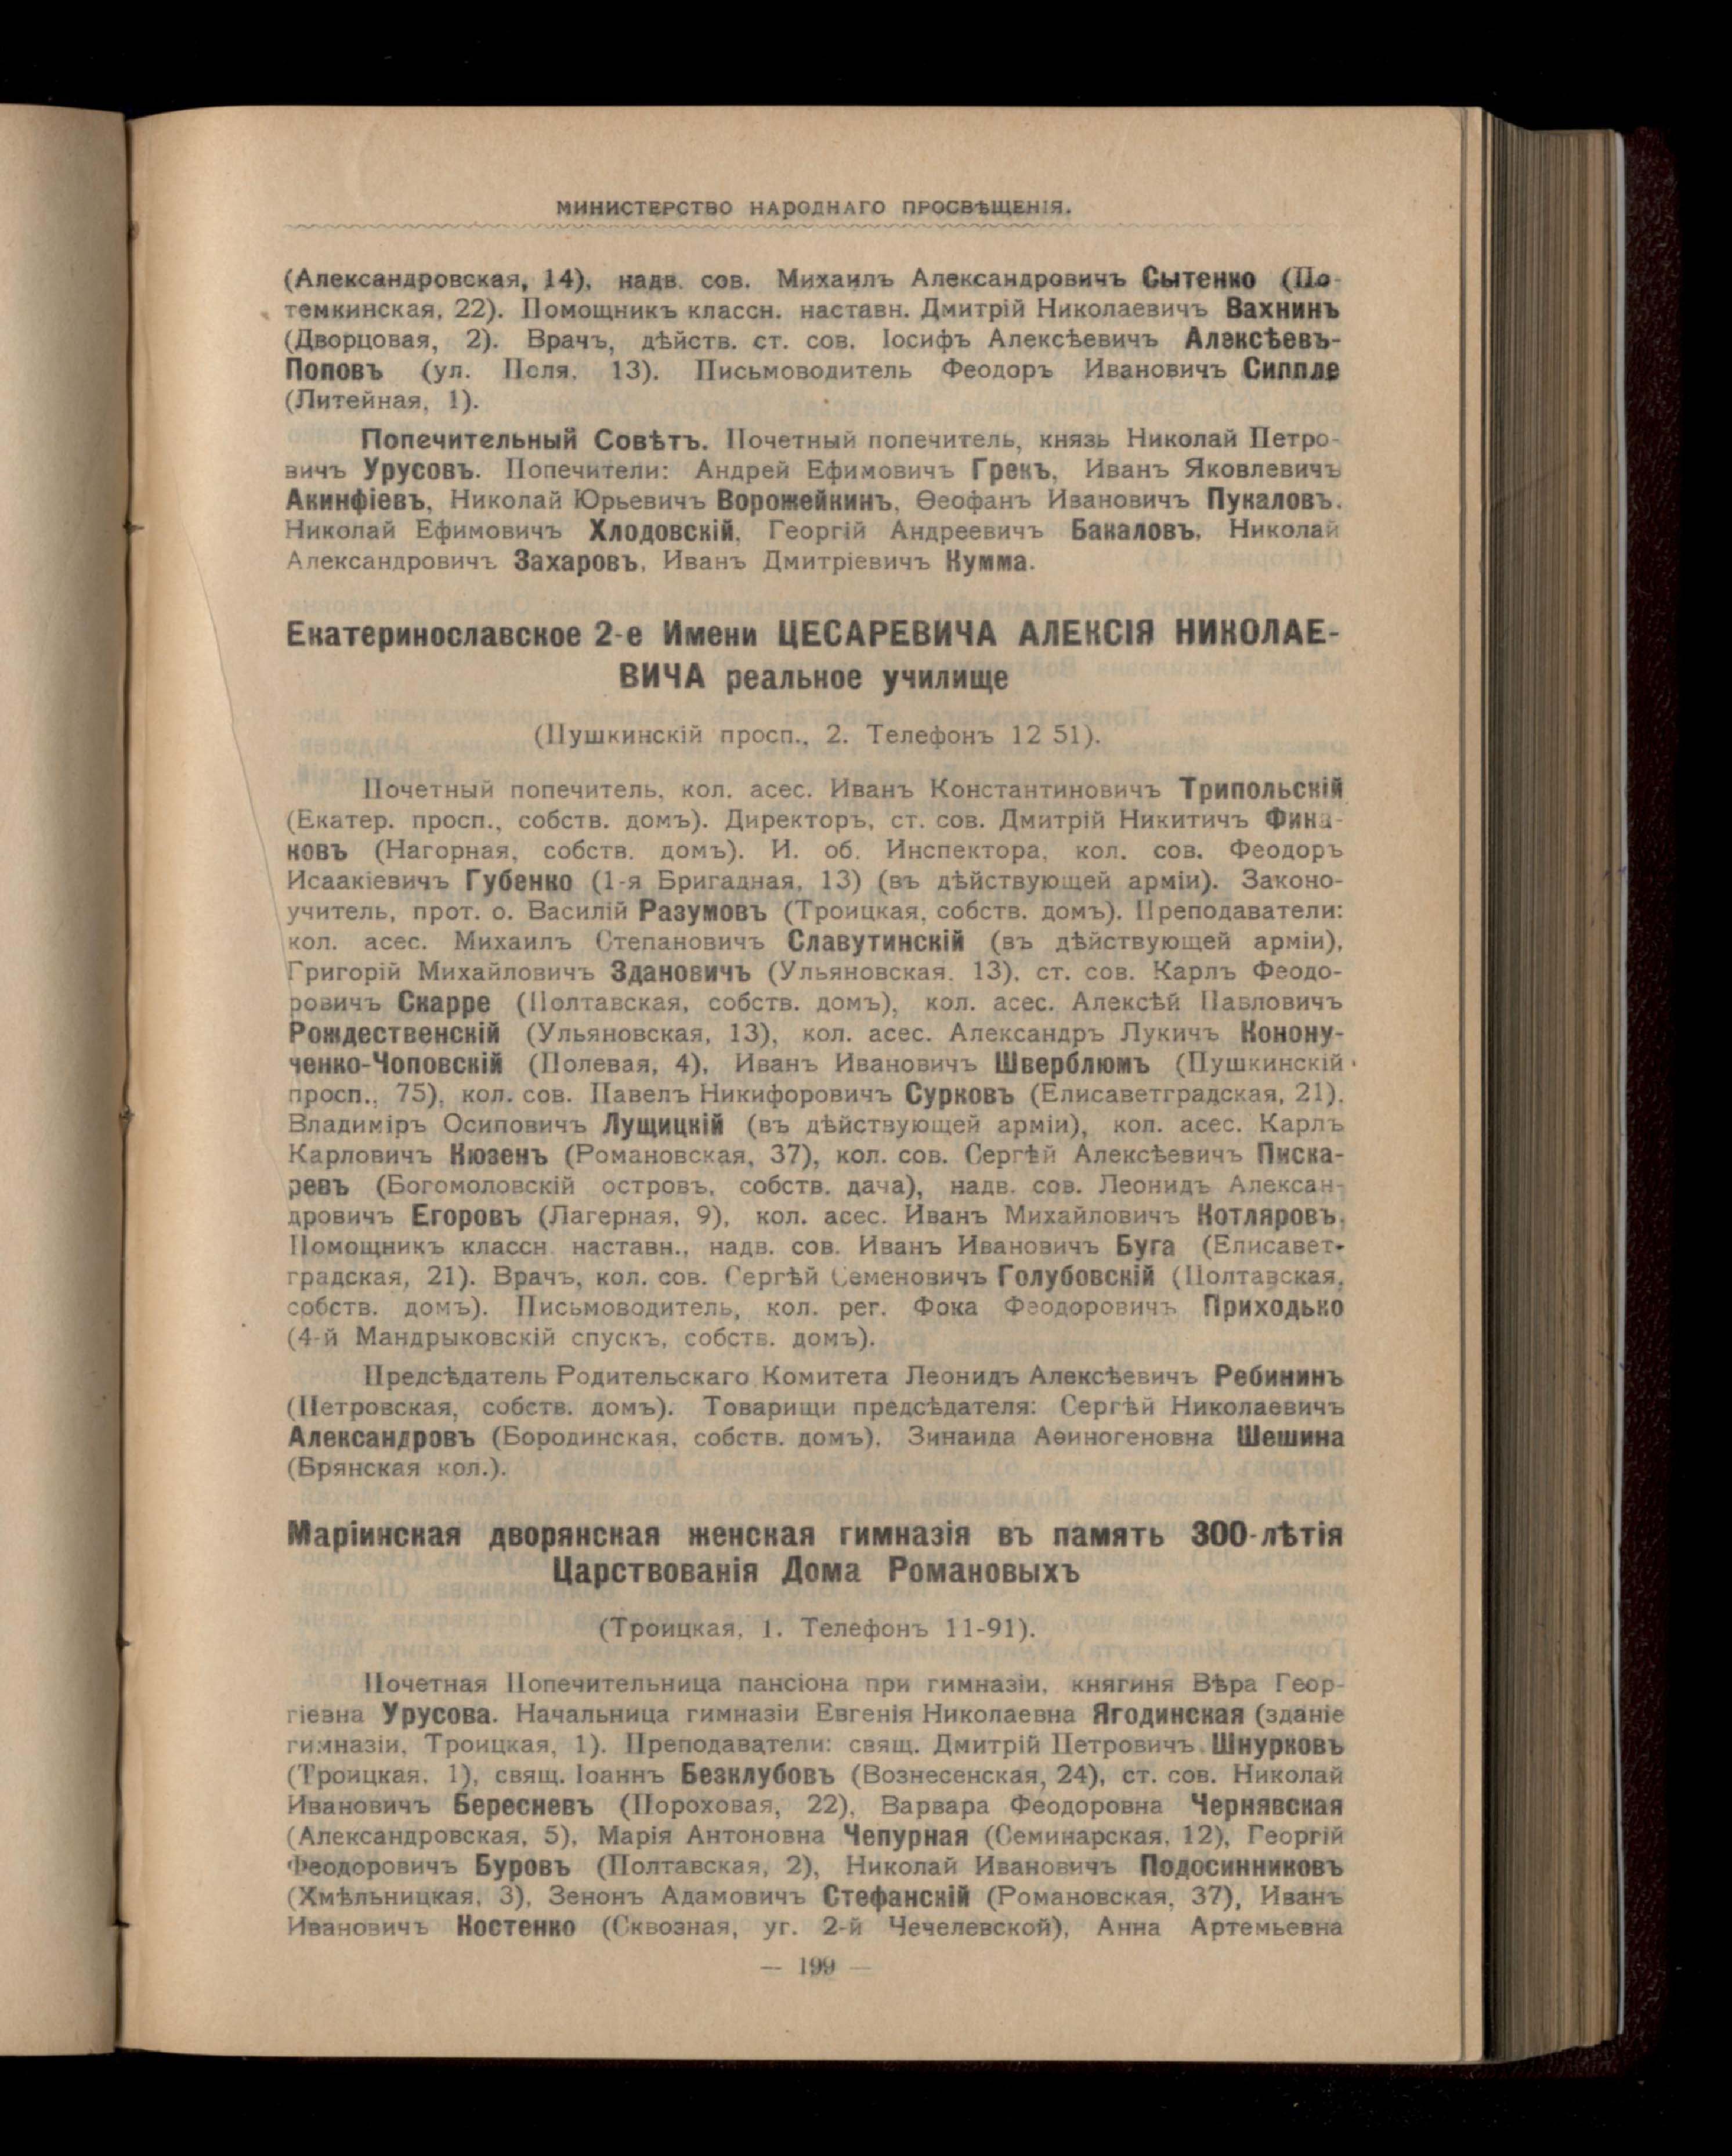 МИНИСТЕРСТВО НАРОДНАГО ПРОСВѢЩЕНІЯ.
(Александровская, 14), надв. сов. Михаилъ Александровичъ Сытенко (По-
темкинская, 22). Помощникъ классн. наставн. Дмитрій Николаевичъ Вахнинъ
(Дворцовая, 2). Врачъ, дѣйств. ст. сов. Іосифъ Алексѣевичъ Алексѣевъ-
Поповъ (ул. Поля, 13). Письмоводитель Феодоръ Ивановичъ Сиппле
(Литейная, 1).
Попечительный Совѣтъ. Почетный попечитель, князь Николай Петро-
вичъ Урусовъ. Попечители: Андрей Ефимовичъ Грекъ, Иванъ Яковлевичъ
Акинфіевъ, Николай Юрьевичъ Ворожейкинъ, Ѳеофанъ Ивановичъ Пукаловъ.
Николай Ефимовичъ Хлодовскій, Георгій Андреевичъ Бакаловъ, Николай
Александровичъ Захаровъ, Иванъ Дмитріевичъ Кумма.
Екатеринославское 2-е Имени ЦЕСАРЕВИЧА АЛЕКСІЯ НИКОЛАЕ-
ВИЧА реальное училище
(Пушкинскій просп., 2. Телефонъ 12 51).
Почетный попечитель, кол. асес. Иванъ Константиновичъ Трипольскій
(Екатер. просп., собств. домъ). Директоръ, ст. сов. Дмитрій Никитичъ Фина-
ковъ (Нагорная, собств. домъ). И. об. Инспектора, кол. сов. Феодоръ
Исаакіевичъ Губенко (1-я Бригадная, 13) (въ дѣйствующей арміи). Законо-
учитель, прот. о. Василій Разумовъ (Троицкая, собств. домъ). Преподаватели:
кол. асес. Михаилъ Степановичъ Славутинскій (въ дѣйствующей арміи),
Григорій Михайловичъ Здановичъ (Ульяновская. 13). ст. сов. Карлъ Феодо-
ровичъ Скарре (Полтавская, собств. домъ), кол. асес. Алексѣй Павловичъ
Рождественскій (Ульяновская, 13), кол. асес. Александръ Лукичъ Конону-
ченко-Чоповскій (Полевая, 4), Иванъ Ивановичъ Шверблюмъ (Пушкинскій
просп., 75), кол. сов. Павелъ Никифоровичъ Сурковъ (Елисаветградская, 21),
Владиміръ Осиповичъ Лущицкій (въ дѣйствующей арміи), кол. асес. Карлъ
Карловичъ Кюзенъ (Романовская, 37), кол. сов. Сергѣй Алексѣевичъ Писка-
ревъ (Богомоловскій островъ, собств. дача), надв. сов. Леонидъ Алексан-
дровичъ Егоровъ (Лагерная, 9), кол. асес. Иванъ Михайловичъ Котляровъ.
Помощникъ классн. наставн., надв. сов. Иванъ Ивановичъ Буга (Елисавет-
градская, 21). Врачъ, кол. сов. Сергѣй Семеновичъ Голубовскій (Полтавская,
собств. домъ). Письмоводитель, кол. рег. Фока Феодоровичъ Приходько
(4-й Мандрыковскій спускъ, собств. домъ).
Предсѣдатель Родительскаго Комитета Леонидъ Алексѣевичъ Ребининъ
(Петровская, собств. домъ). Товарищи предсѣдателя: Сергѣй Николаевичъ
Александровъ (Бородинская, собств. домъ), Зинаида Аѳиногеновна Шешина
(Брянская кол.).
Маріинская дворянская женская гимназія въ память 300-лѣтія
Царствованія Дома Романовыхъ
(Троицкая, 1. Телефонъ 11-91).
Почетная Попечительница пансіона при гимназіи, княгиня Вѣра Геор-
гіевна Урусова. Начальница гимназіи Евгенія Николаевна Ягодинская (зданіе
гимназіи, Троицкая, 1). Преподаватели: свящ. Дмитрій Петровичъ Шнурковъ
(Троицкая, 1), свящ. Іоаннъ Безклубовъ (Вознесенская, 24), ст. сов. Николай
Ивановичъ Бересневъ (Пороховая, 22), Варвара Феодоровна Чернявская
(Александровская, 5), Марія Антоновна Чепурная (Семинарская, 12), Георгій
Феодоровичъ Буровъ (Полтавская, 2), Николай Ивановичъ Подосинниковъ
(Хмѣльницкая, 3), Зенонъ Адамовичъ Стефанскій (Романовская, 37), Иванъ
Ивановичъ Костенко (Сквозная, уг. 2-й Чечелевской), Анна Артемьевна
— 199 —